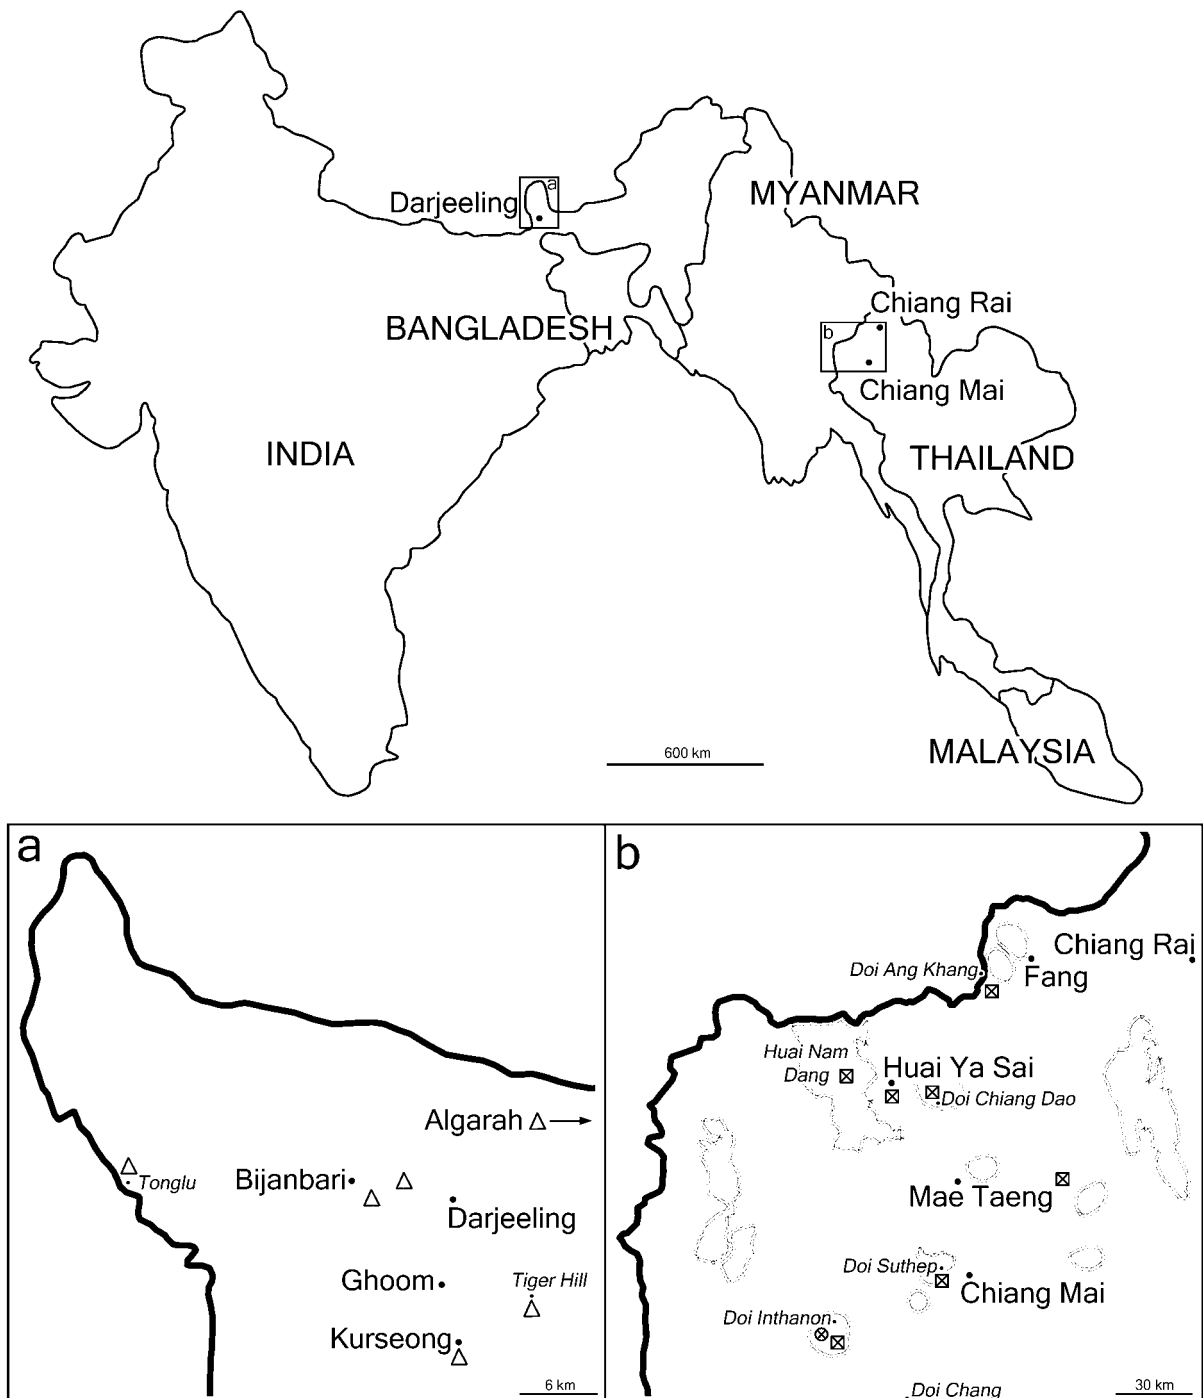 a
Darjeeling
MYANMAR
Chiang Rai
BANGLADESH
b
Chiang Mai
INDIA
THAILAND
600 km
MALAYSIA
a
Algarah
Tonglu
Bijanbari
Darjeeling
Ghoom
Tiger Hill
Kurseong
6 km
b
Chiang Rai
Doi Ang Khang
Fang
Huai Nam
Dang
Huai Ya Sai
Doi Chiang Dao
Mae Taeng
Doi Suthep
Chiang Mai
Doi Inthanon
Doi Chang
30 km